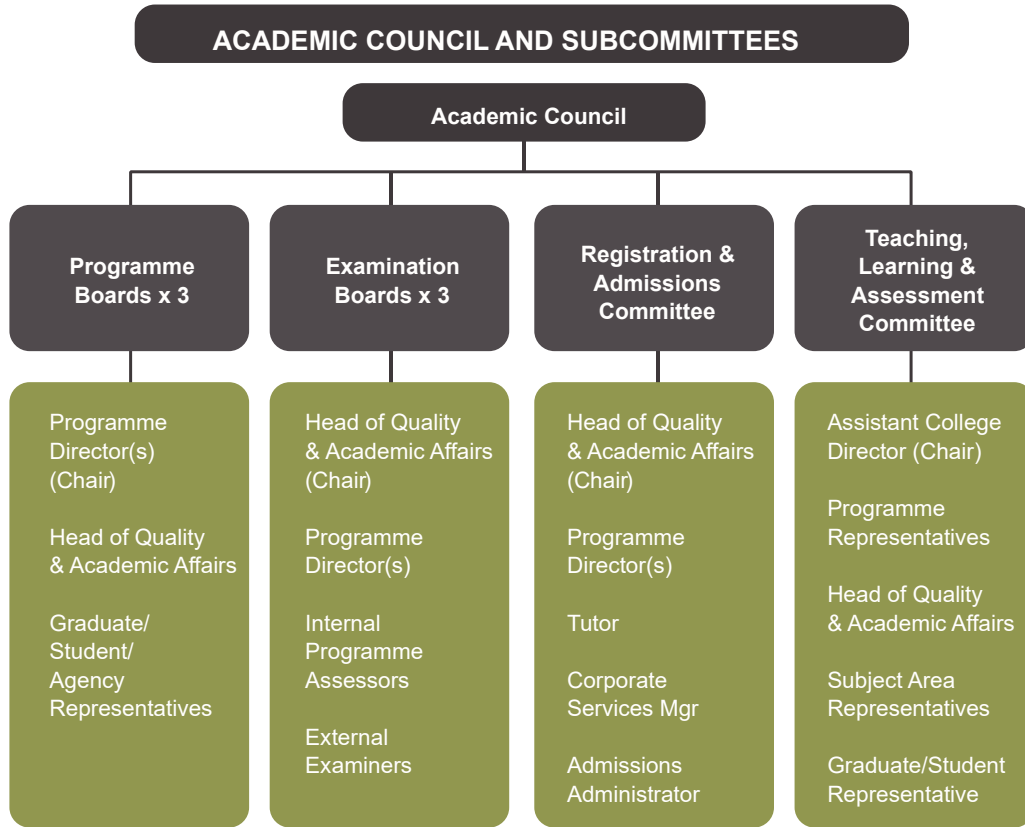 ACADEMIC COUNCIL AND SUBCOMMITTEES
Academic Council
Programme
Boards x 3
Examination
Boards x 3
Registration &
Admissions
Committee
Teaching,
Learning &
Assessment
Committee
Programme
Director(s)
(Chair)
Head of Quality
& Academic Affairs
Graduate/
Student/
Agency
Representatives
Head of Quality
& Academic Affairs
(Chair)
Programme
Director(s)
Internal
Programme
Assessors
External
Examiners
Head of Quality
& Academic Affairs
(Chair)
Programme
Director(s)
Tutor
Corporate
Services Mgr
Admissions
Administrator
Assistant College
Director (Chair)
Programme
Representatives
Head of Quality
& Academic Affairs
Subject Area
Representatives
Graduate/Student
Representative